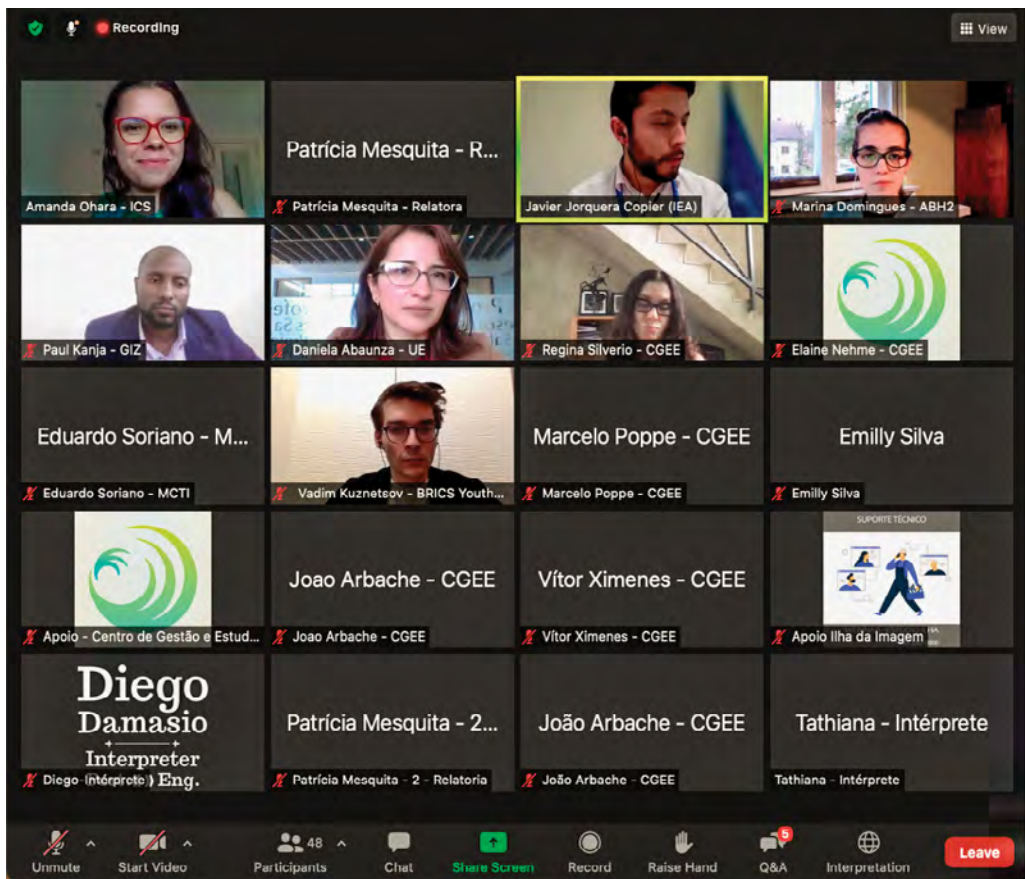 Recording
View
Amanda Ohara - ICS
Patrícia Mesquita - R...
Patrícia Mesquita - Relatora
Javier Jorquera Copier (IEA)
Marina Domingues - ABH2
Paul Kanja - GIZ
Daniela Abaunza - UE
Regina Silverio - CGEE
Elaine Nehme - CGEE
Eduardo Soriano - M...
Eduardo Soriano - MCTI
Vadim Kuznetsov - BRICS Youth...
Marcelo Poppe - CGEE
Marcelo Poppe - CGEE
Emilly Silva
Emilly Silva
Apoio - Centro de Gestão e Estud...
Joao Arbache - CGEE
Joao Arbache - CGEE
Vítor Ximenes - CGEE
Vítor Ximenes - CGEE
SUPORTE TÉCNICO
Apoio Ilha da Imagem
Diego
Damasio
Interpreter
Eng.
Diego-Intérprete
Patrícia Mesquita - 2...
Patrícia Mesquita - 2 - Relatoria
João Arbache - CGEE
João Arbache - CGEE
Tathiana - Intérprete
Tathiana - Intérprete
Unmute
Start Video
48
Participants
Chat
Share Screen
Record
Raise Hand
5
Q&A
Interpretation
Leave